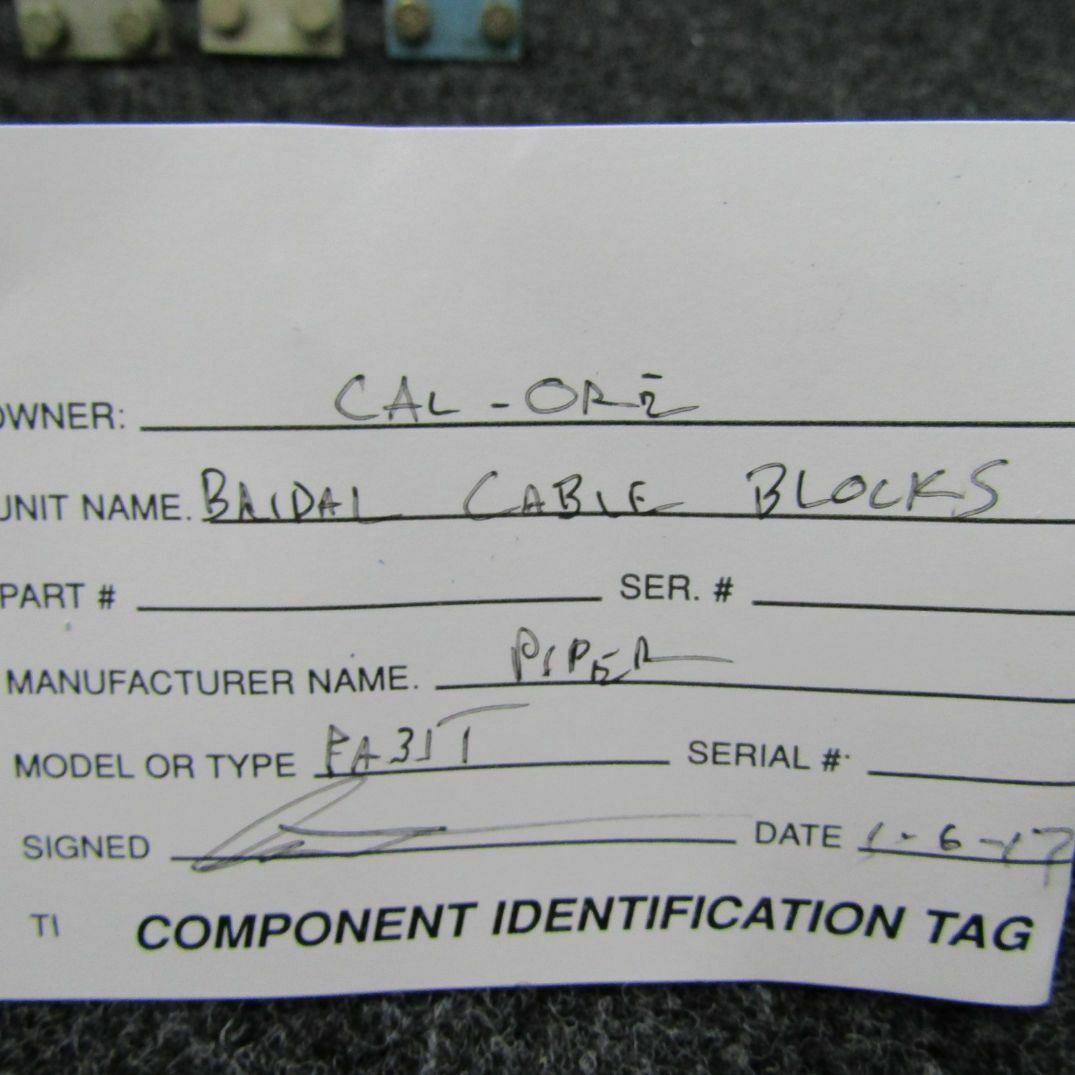 OWNER: CAL-ORE
UNIT NAME. BRIDAL CABLE BLOCKS
PART # SER. #
MANUFACTURER NAME. PIPER
MODEL OR TYPE PA31T SERIAL #
SIGNED DATE 1-6-17
TI COMPONENT IDENTIFICATION TAG